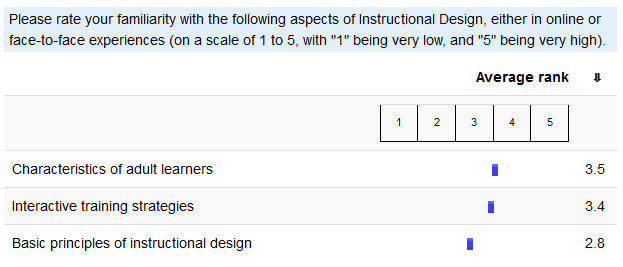 Please rate your familiarity with the following aspects of Instructional Design, either in online or
face-to-face experiences (on a scale of 1 to 5, with "1" being very low, and "5" being very high).
Average rank ⇓
1 2 3 4 5
Characteristics of adult learners 3.5
Interactive training strategies 3.4
Basic principles of instructional design 2.8